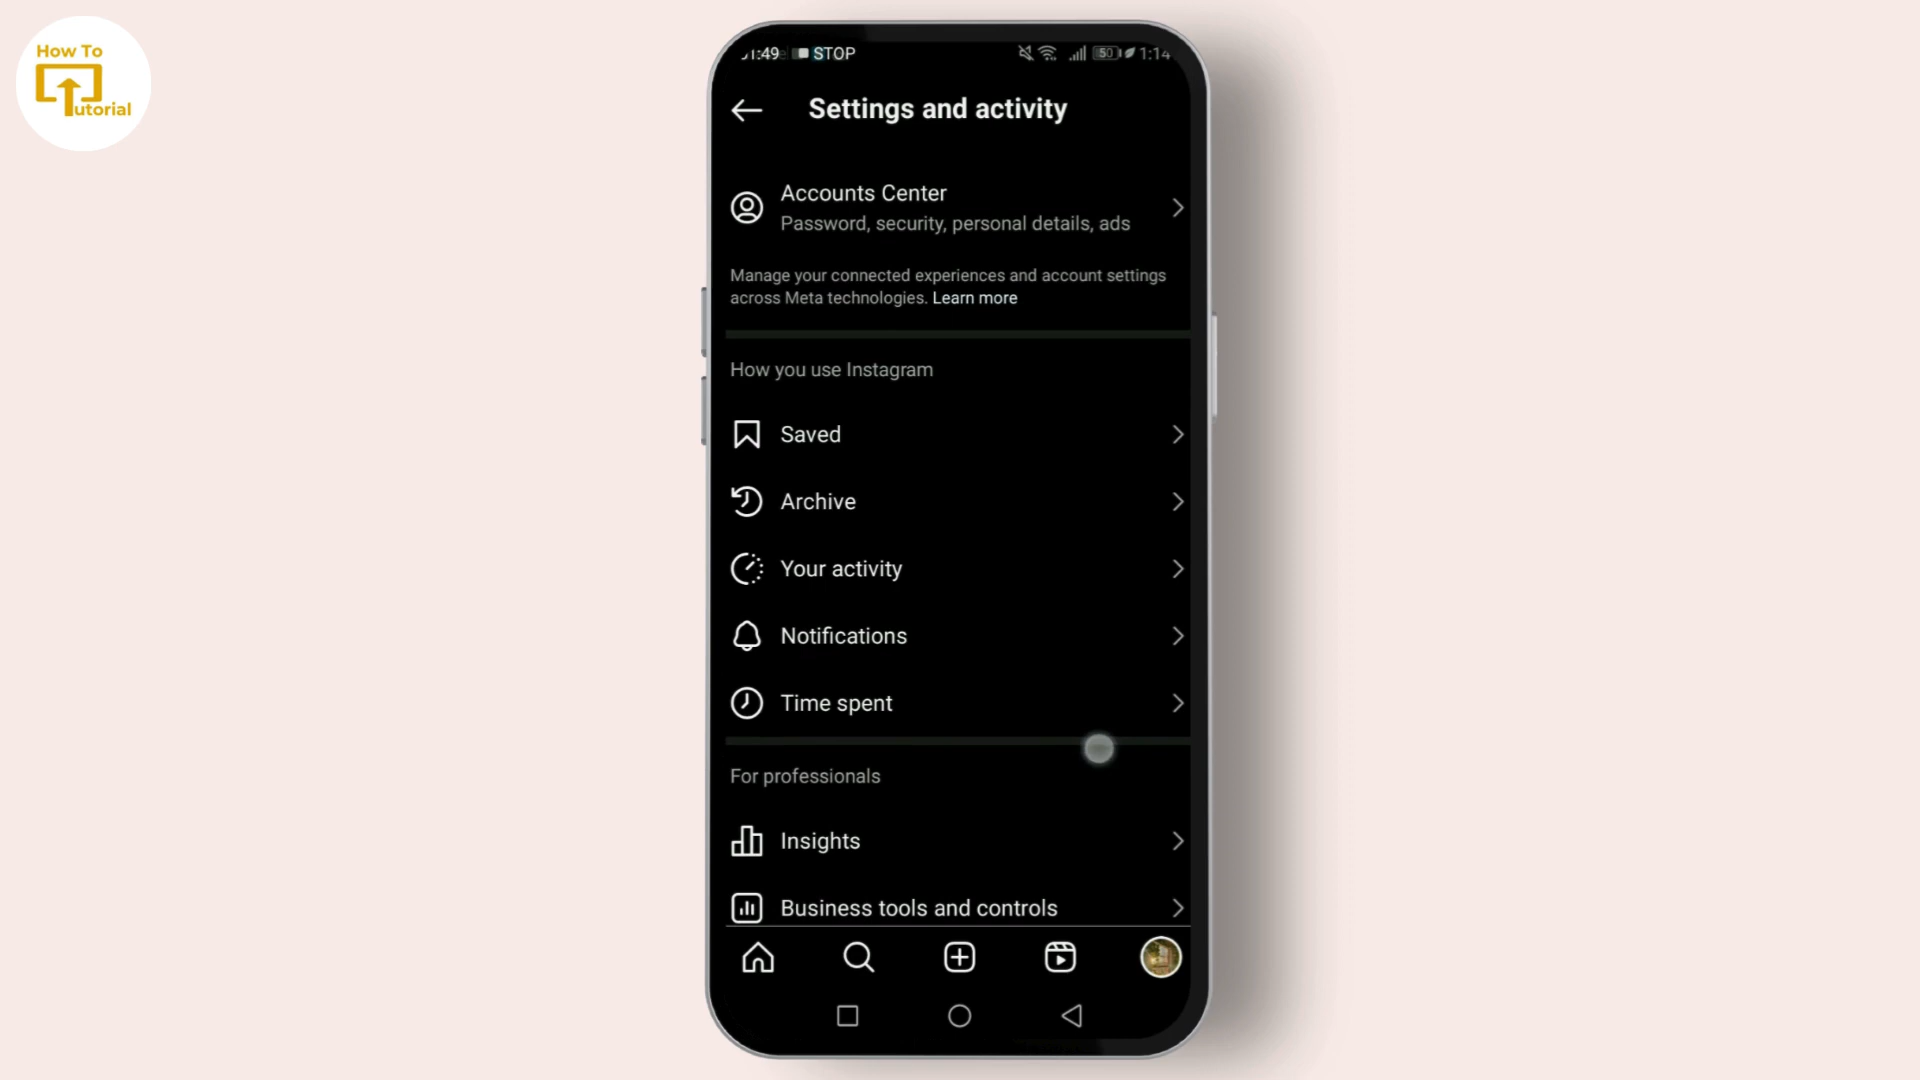 How To
utorial
1:49 STOP
50 1:14
Settings and activity
Accounts Center
Password, security, personal details, ads
Manage your connected experiences and account settings
across Meta technologies. Learn more
How you use Instagram
Saved
Archive
Your activity
Notifications
Time spent
For professionals
Insights
Business tools and controls